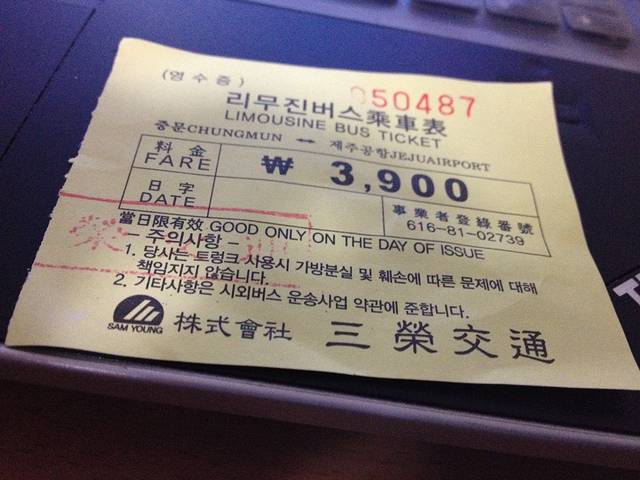 (영수증)
050487
리무진버스乘車表
LIMOUSINE BUS TICKET
중문CHUNGMUN ↔ 제주공항JEJUAIRPORT
料金
FARE
₩ 3,900
日字
DATE
事業者登錄番號
616-81-02739
當日限有效 GOOD ONLY ON THE DAY OF ISSUE
- 주의사항 -
1. 당사는 트렁크 사용시 가방분실 및 훼손에 따른 문제에 대해
책임지지 않습니다.
2. 기타사항은 시외버스 운송사업 약관에 준합니다.
SAM YOUNG
株式會社 三榮交通